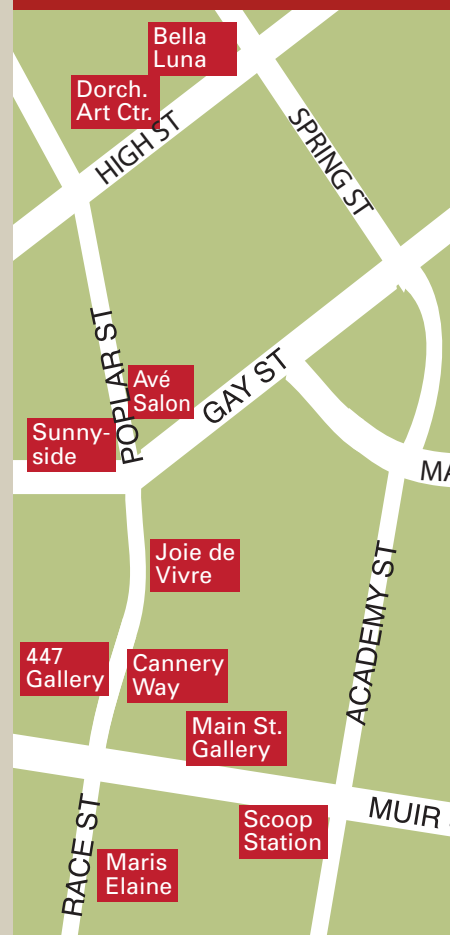 Bella
Luna
Dorch.
Art Ctr.
HIGH ST
SPRING ST
POPLAR ST
Avé
Salon
GAY ST
Sunny-
side
MA
Joie de
Vivre
ACADEMY ST
447
Gallery
Cannery
Way
Main St.
Gallery
MUIR
Scoop
Station
RACE ST
Maris
Elaine